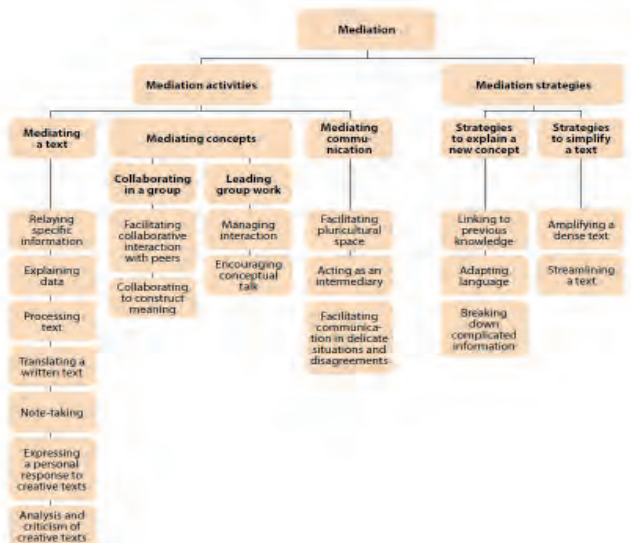 Mediation
Mediation activities
Mediation strategies
Mediating
a text
Mediating concepts
Mediating
commu-
nication
Strategies
to explain a
new concept
Strategies
to simplify
a text
Collaborating
in a group
Leading
group work
Relaying
specific
information
Explaining
data
Processing
text
Translating a
written text
Note-taking
Expressing
a personal
response to
creative texts
Analysis and
criticism of
creative texts
Facilitating
collaborative
interaction
with peers
Collaborating
to construct
meaning
Managing
interaction
Encouraging
conceptual
talk
Facilitating
pluricultural
space
Acting as an
intermediary
Facilitating
communica-
tion in delicate
situations and
disagreements
Linking to
previous
knowledge
Adapting
language
Breaking
down
complicated
information
Amplifying a
dense text
Streamlining
a text